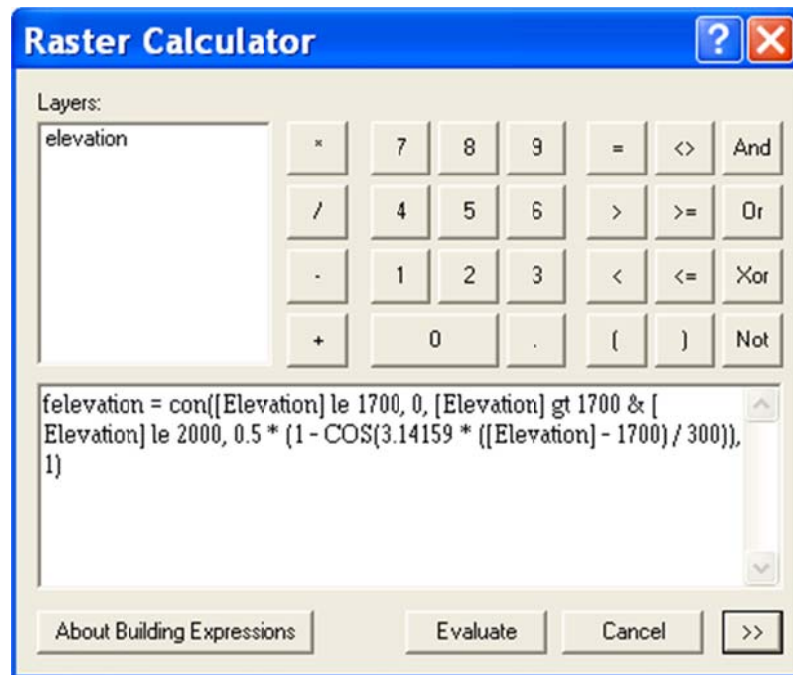 Raster Calculator ? X
Layers:
elevation
* 7 8 9 = <> And
/ 4 5 6 > >= Or
- 1 2 3 < <= Xor
+ 0 . ( ) Not
felevation = con([Elevation] le 1700, 0, [Elevation] gt 1700 & [
Elevation] le 2000, 0.5 * (1 - COS(3.14159 * ([Elevation] - 1700) / 300)),
1)
About Building Expressions Evaluate Cancel >>